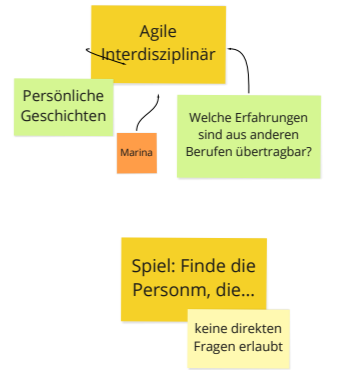 Agile
Interdisziplinär
Persönliche
Geschichten
Marina
Welche Erfahrungen
sind aus anderen
Berufen übertragbar?
Spiel: Finde die
Personm, die...
keine direkten
Fragen erlaubt